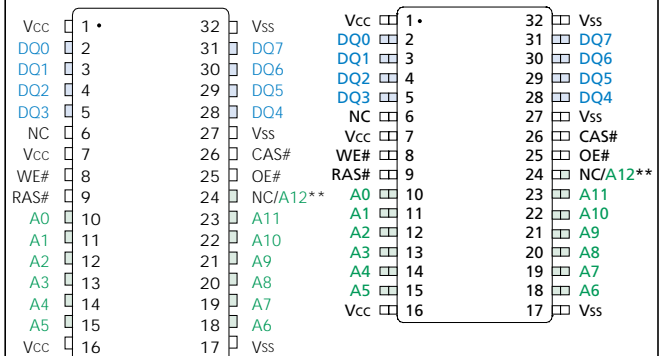 Vcc 1 • 32 Vss
DQ0 2 31 DQ7
DQ1 3 30 DQ6
DQ2 4 29 DQ5
DQ3 5 28 DQ4
NC 6 27 Vss
Vcc 7 26 CAS#
WE# 8 25 OE#
RAS# 9 24 NC/A12**
A0 10 23 A11
A1 11 22 A10
A2 12 21 A9
A3 13 20 A8
A4 14 19 A7
A5 15 18 A6
Vcc 16 17 Vss
Vcc 1 • 32 Vss
DQ0 2 31 DQ7
DQ1 3 30 DQ6
DQ2 4 29 DQ5
DQ3 5 28 DQ4
NC 6 27 Vss
Vcc 7 26 CAS#
WE# 8 25 OE#
RAS# 9 24 NC/A12**
A0 10 23 A11
A1 11 22 A10
A2 12 21 A9
A3 13 20 A8
A4 14 19 A7
A5 15 18 A6
Vcc 16 17 Vss